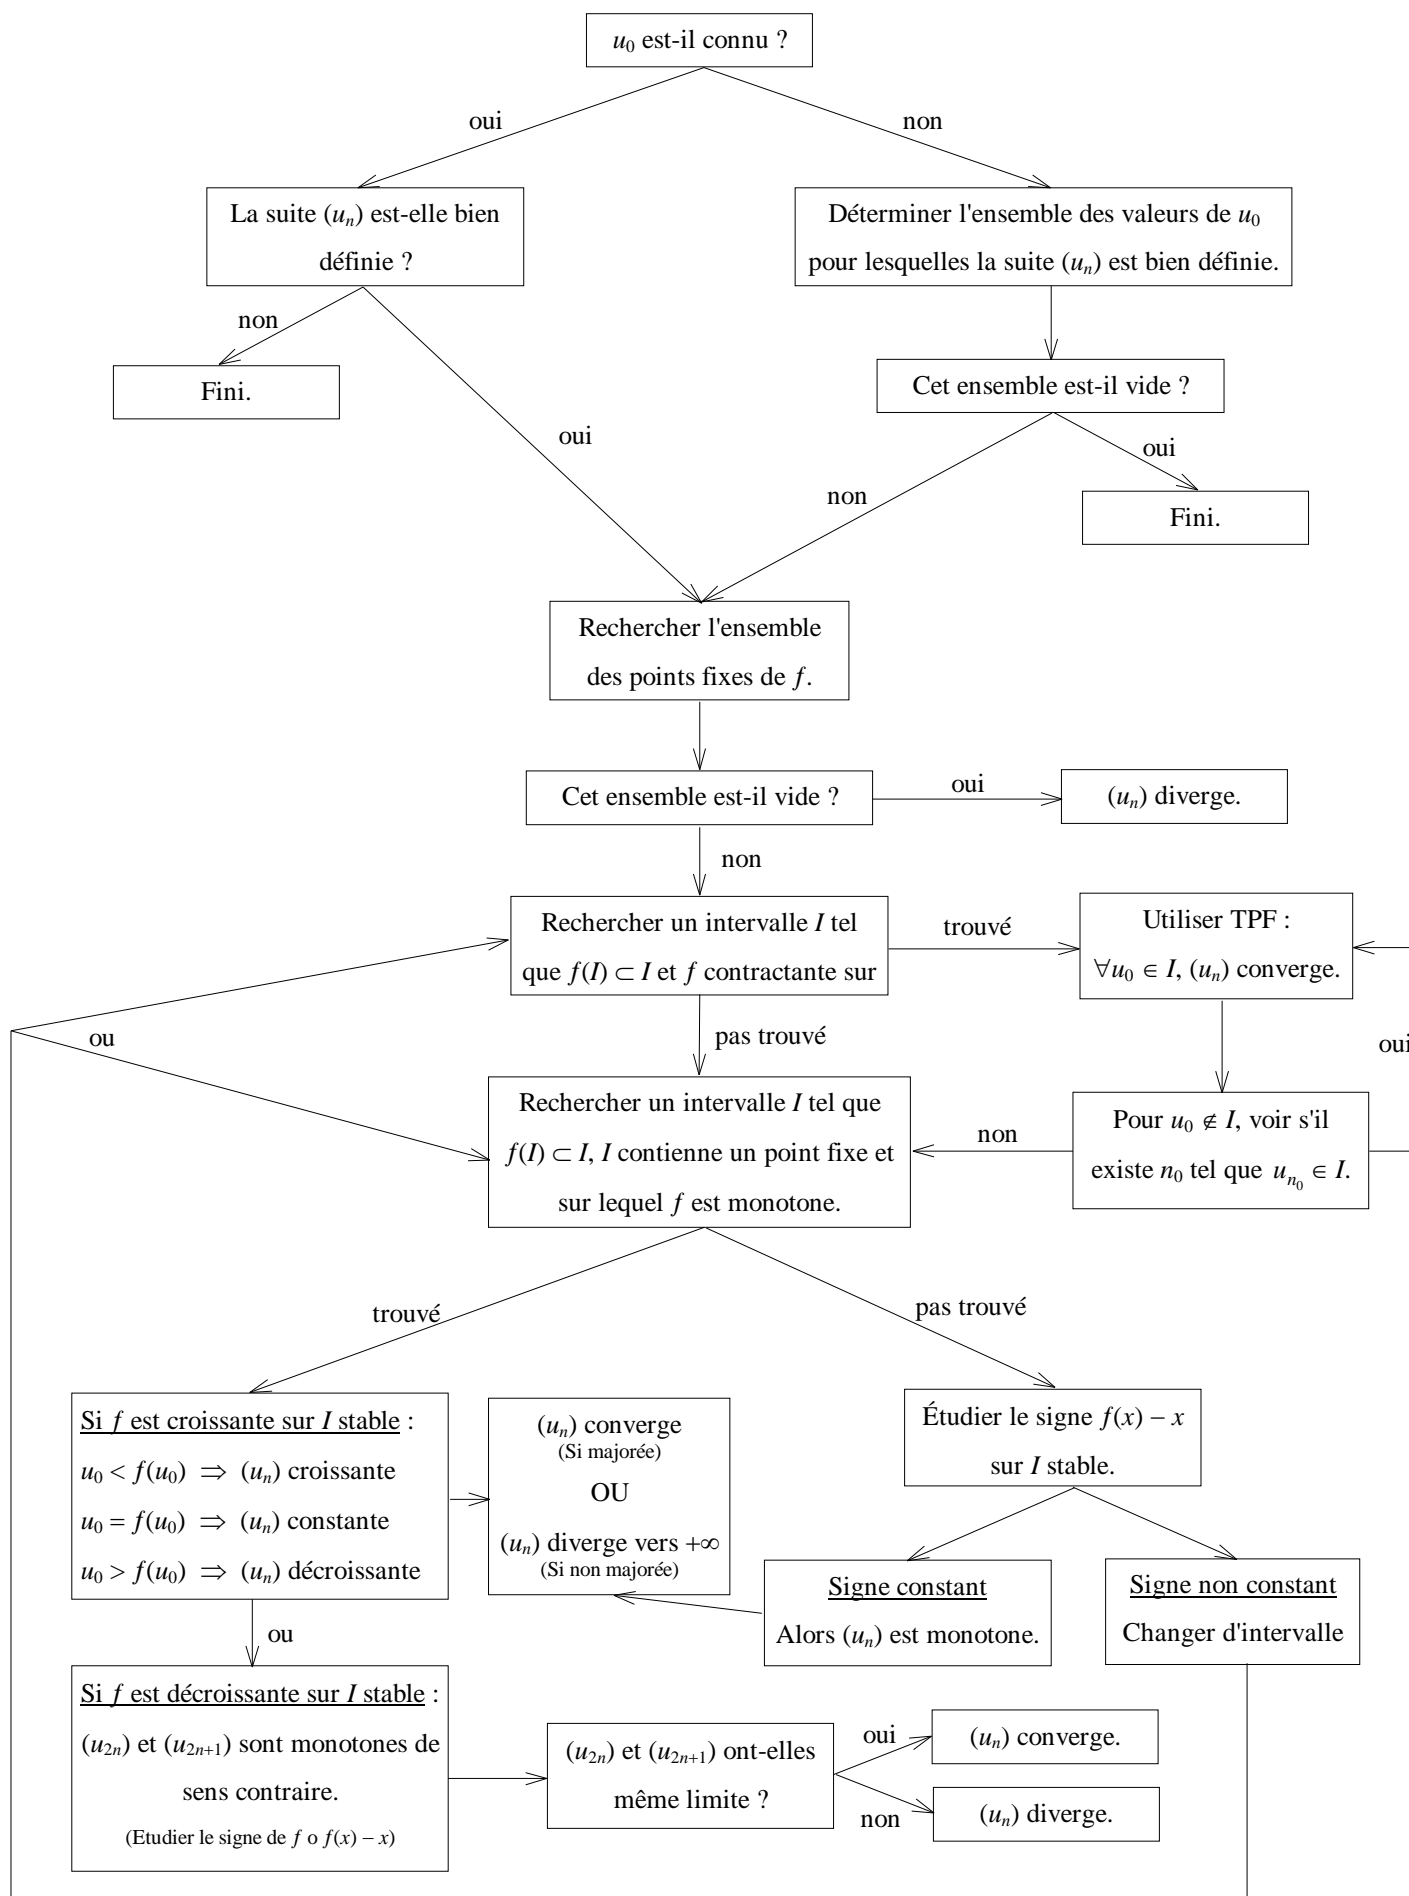 u0 est-il connu ?
oui
non
La suite (un) est-elle bien
définie ?
Déterminer l'ensemble des valeurs de u0
pour lesquelles la suite (un) est bien définie.
non
Fini.
oui
Cet ensemble est-il vide ?
oui
non
Fini.
Rechercher l'ensemble
des points fixes de f.
Cet ensemble est-il vide ?
oui
(un) diverge.
non
Rechercher un intervalle I tel
que f(I) ⊂ I et f contractante sur
trouvé
Utiliser TPF :
∀u0 ∈ I, (un) converge.
ou
pas trouvé
oui
Rechercher un intervalle I tel que
f(I) ⊂ I, I contienne un point fixe et
sur lequel f est monotone.
non
Pour u0 ∉ I, voir s'il
existe n0 tel que un0 ∈ I.
trouvé
pas trouvé
Si f est croissante sur I stable :
u0 < f(u0) ⇒ (un) croissante
u0 = f(u0) ⇒ (un) constante
u0 > f(u0) ⇒ (un) décroissante
(un) converge
(Si majorée)
OU
(un) diverge vers +∞
(Si non majorée)
Étudier le signe f(x) – x
sur I stable.
Signe constant
Alors (un) est monotone.
Signe non constant
Changer d'intervalle
ou
Si f est décroissante sur I stable :
(u2n) et (u2n+1) sont monotones de
sens contraire.
(Etudier le signe de f o f(x) – x)
(u2n) et (u2n+1) ont-elles
même limite ?
oui
(un) converge.
non
(un) diverge.